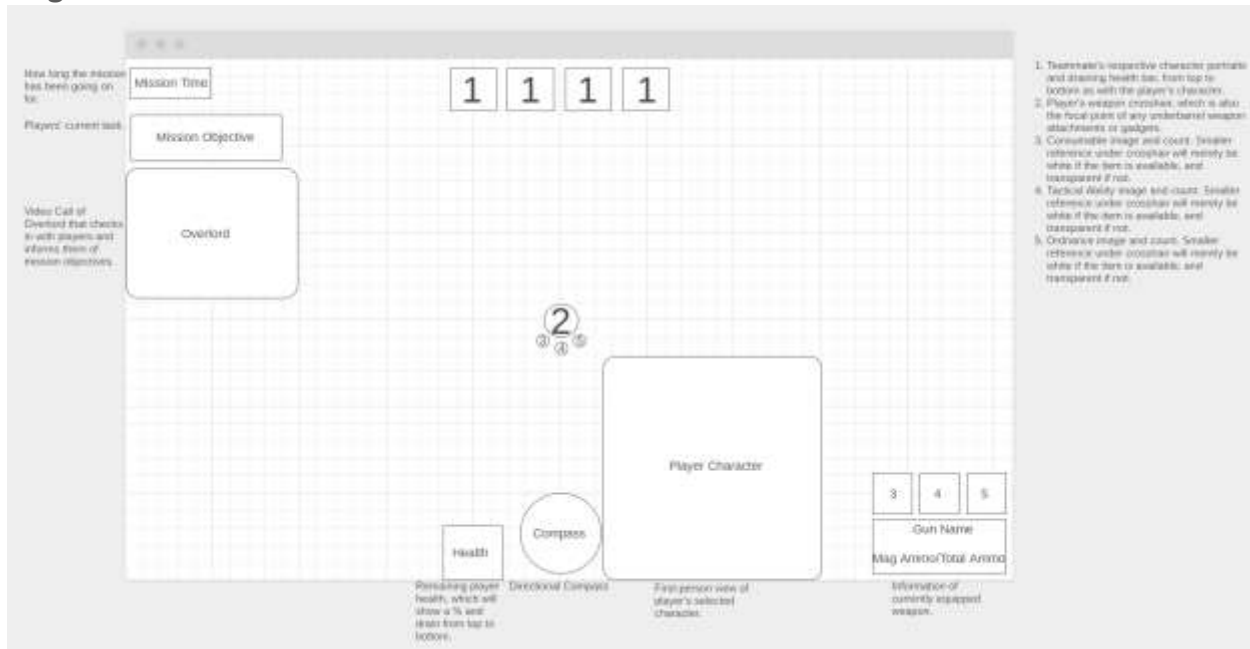 How long the mission
has been going on
for.
Mission Time
1 1 1 1
Players' current task.
Mission Objective
Video Call of
Overlord that checks
in with players and
informs them of
mission objectives.
Overlord
2
3 4 5
Player Character
Health
Compass
3 4 5
Gun Name
Mag Ammo/Total Ammo
Remaining player
health, which will
show a % and
drain from top to
bottom.
Directional Compass
First person view of
player's selected
character.
Information of
currently equipped
weapon.
1. Teammate's respective character portraits
and draining health bar, from top to
bottom as with the player's character.
2. Player's weapon crosshair, which is also
the focal point of any underbarrel weapon
attachments or gadgets.
3. Consumable image and count. Smaller
reference under crosshair will merely be
white if the item is available, and
transparent if not.
4. Tactical Ability image and count. Smaller
reference under crosshair will merely be
white if the item is available, and
transparent if not.
5. Ordnance image and count. Smaller
reference under crosshair will merely be
white if the item is available, and
transparent if not.